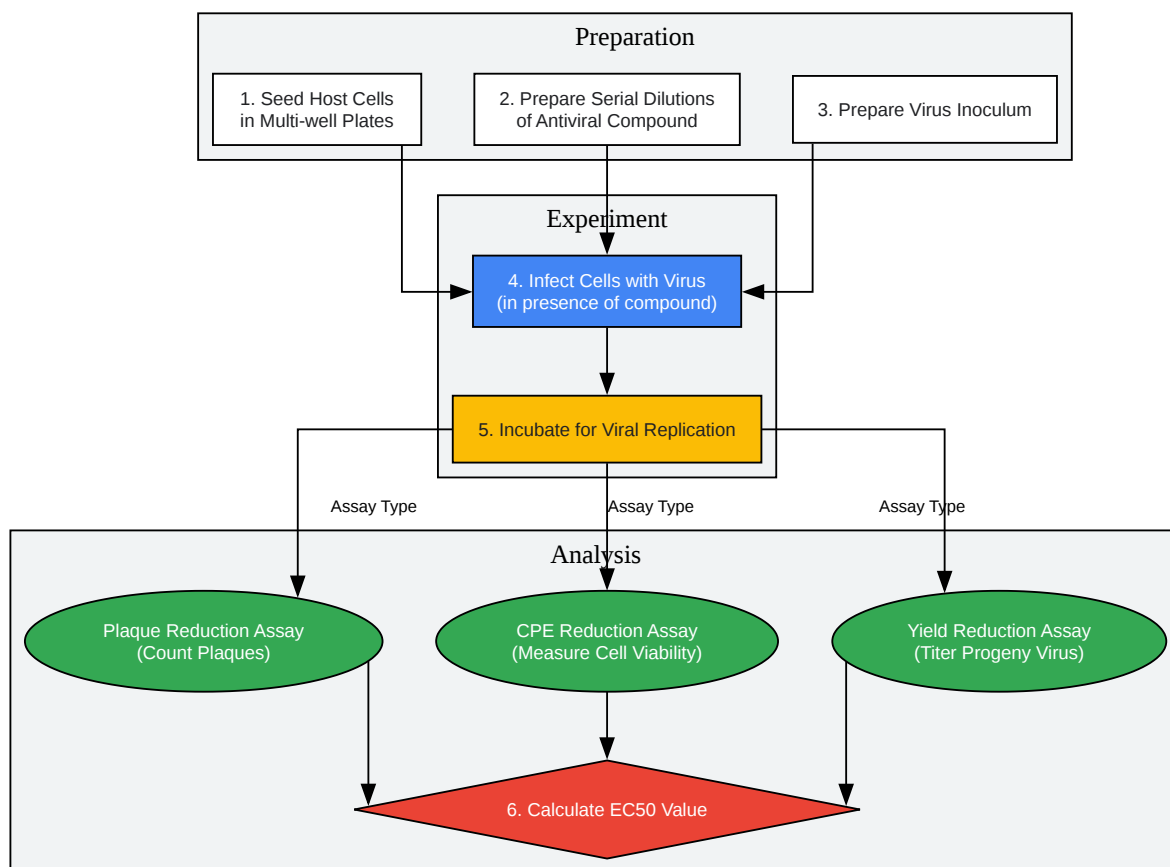 Preparation
1. Seed Host Cells
in Multi-well Plates
2. Prepare Serial Dilutions
of Antiviral Compound
3. Prepare Virus Inoculum
Experiment
4. Infect Cells with Virus
(in presence of compound)
5. Incubate for Viral Replication
Assay Type
Assay Type
Assay Type
Analysis
Plaque Reduction Assay
(Count Plaques)
CPE Reduction Assay
(Measure Cell Viability)
Yield Reduction Assay
(Titer Progeny Virus)
6. Calculate EC50 Value